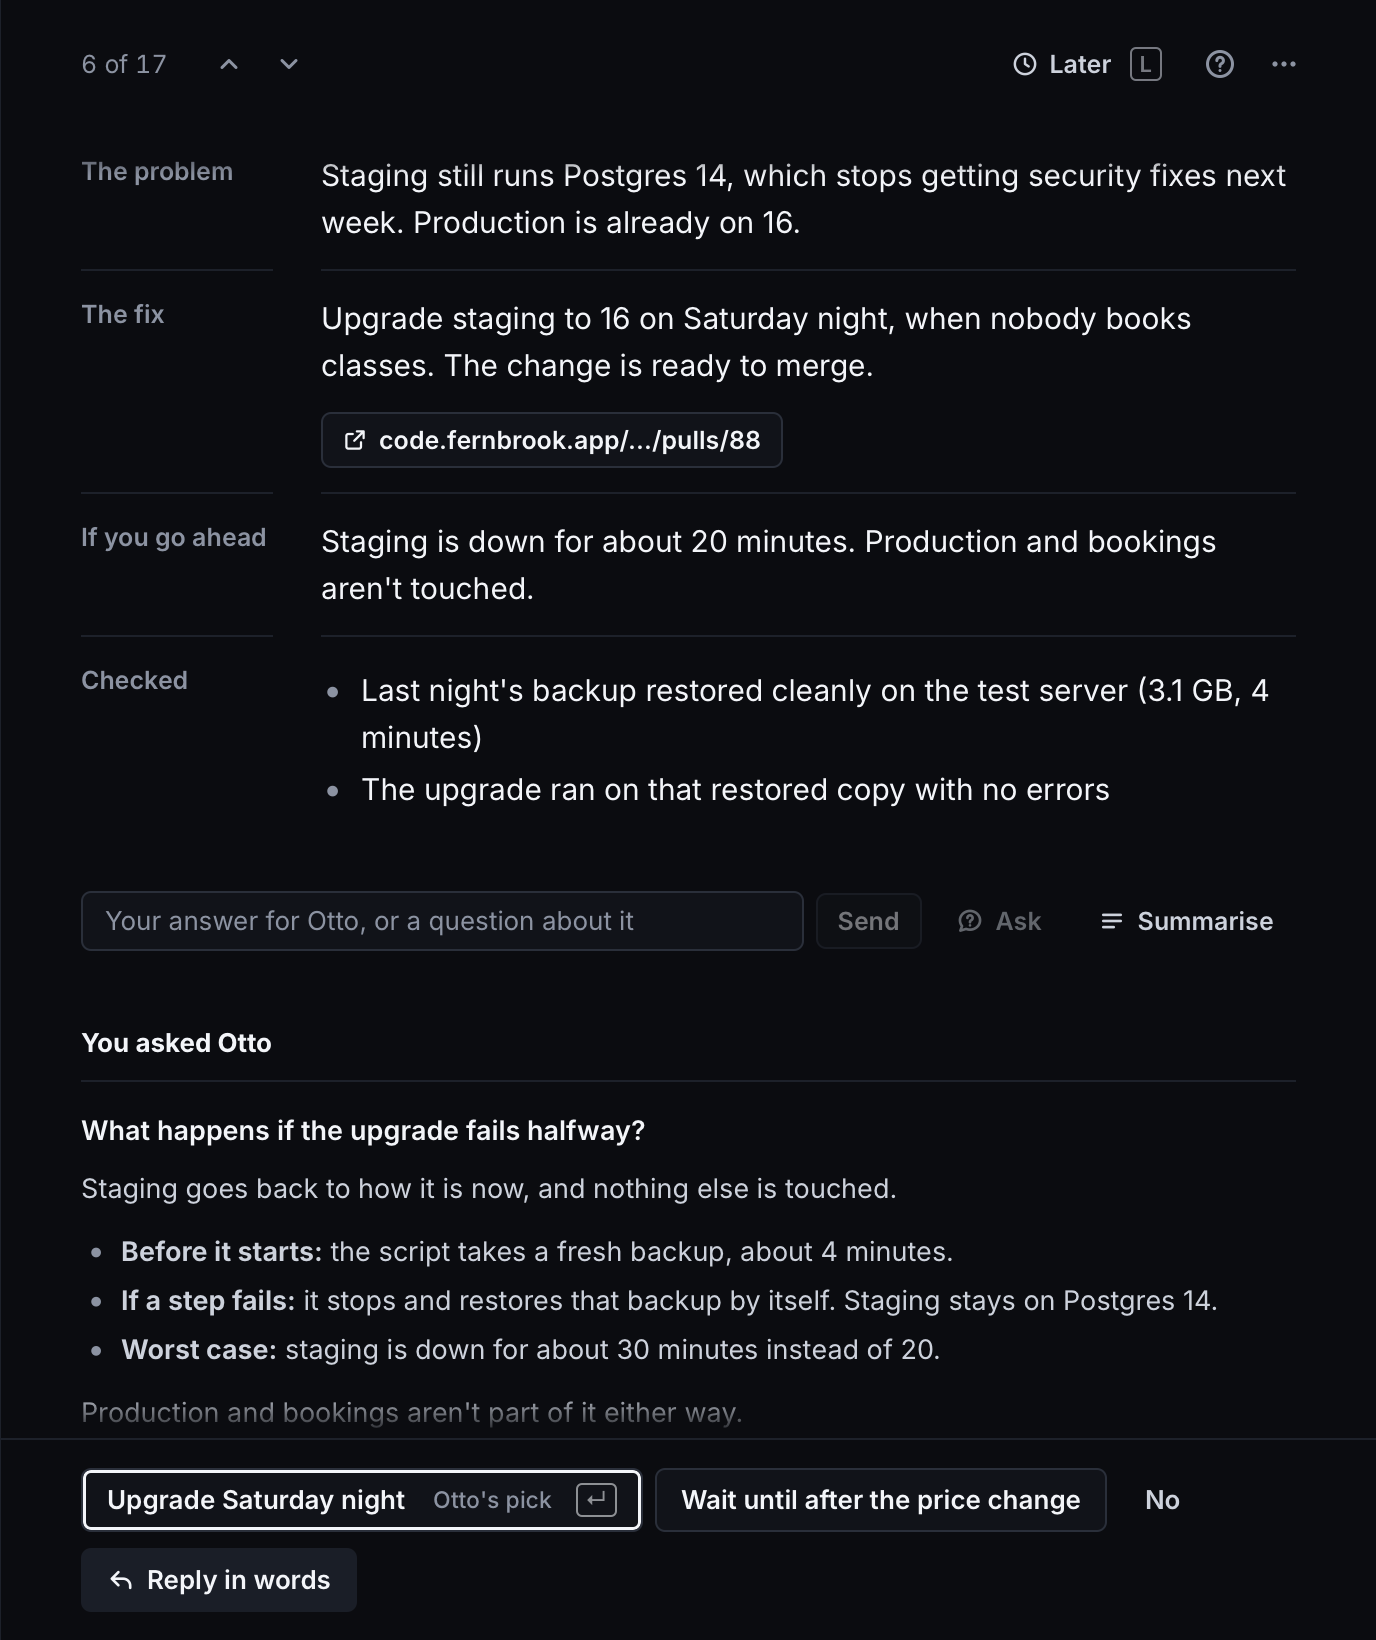 6 of 17
Later L
The problem
Staging still runs Postgres 14, which stops getting security fixes next
week. Production is already on 16.
The fix
Upgrade staging to 16 on Saturday night, when nobody books
classes. The change is ready to merge.
code.fernbrook.app/.../pulls/88
If you go ahead
Staging is down for about 20 minutes. Production and bookings
aren't touched.
Checked
Last night's backup restored cleanly on the test server (3.1 GB, 4
minutes)
The upgrade ran on that restored copy with no errors
Your answer for Otto, or a question about it
Send
Ask
Summarise
You asked Otto
What happens if the upgrade fails halfway?
Staging goes back to how it is now, and nothing else is touched.
Before it starts: the script takes a fresh backup, about 4 minutes.
If a step fails: it stops and restores that backup by itself. Staging stays on Postgres 14.
Worst case: staging is down for about 30 minutes instead of 20.
Production and bookings aren't part of it either way.
Upgrade Saturday night Otto's pick
Wait until after the price change
No
Reply in words